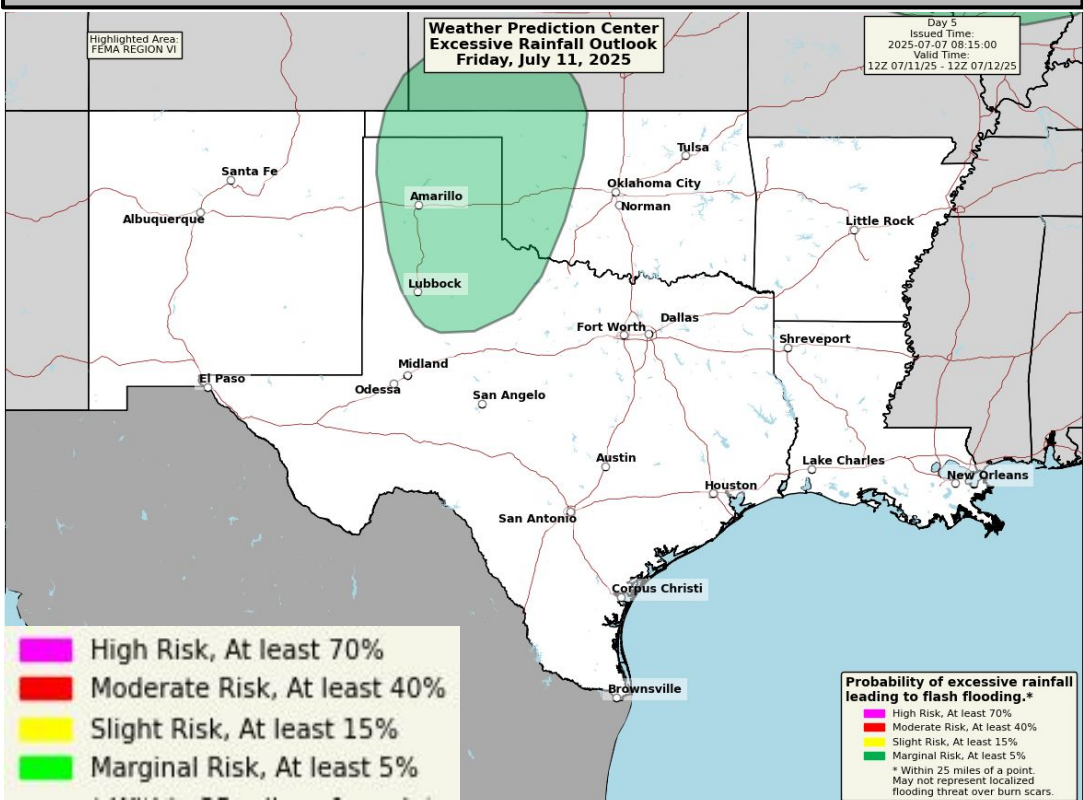 Weather Prediction Center
Excessive Rainfall Outlook
Friday, July 11, 2025
Highlighted Area:
FEMA REGION VI
Day 5
Issued Time:
2025-07-07 08:15:00
Valid Time:
12Z 07/11/25 - 12Z 07/12/25
Santa Fe
Albuquerque
Amarillo
Lubbock
Tulsa
Oklahoma City
Norman
Little Rock
Fort Worth
Dallas
Shreveport
Midland
Odessa
El Paso
San Angelo
Austin
Lake Charles
New Orleans
Houston
San Antonio
Corpus Christi
Brownsville
High Risk, At least 70%
Moderate Risk, At least 40%
Slight Risk, At least 15%
Marginal Risk, At least 5%
Probability of excessive rainfall
leading to flash flooding.*
High Risk, At least 70%
Moderate Risk, At least 40%
Slight Risk, At least 15%
Marginal Risk, At least 5%
* Within 25 miles of a point.
May not represent localized
flooding threat over burn scars.